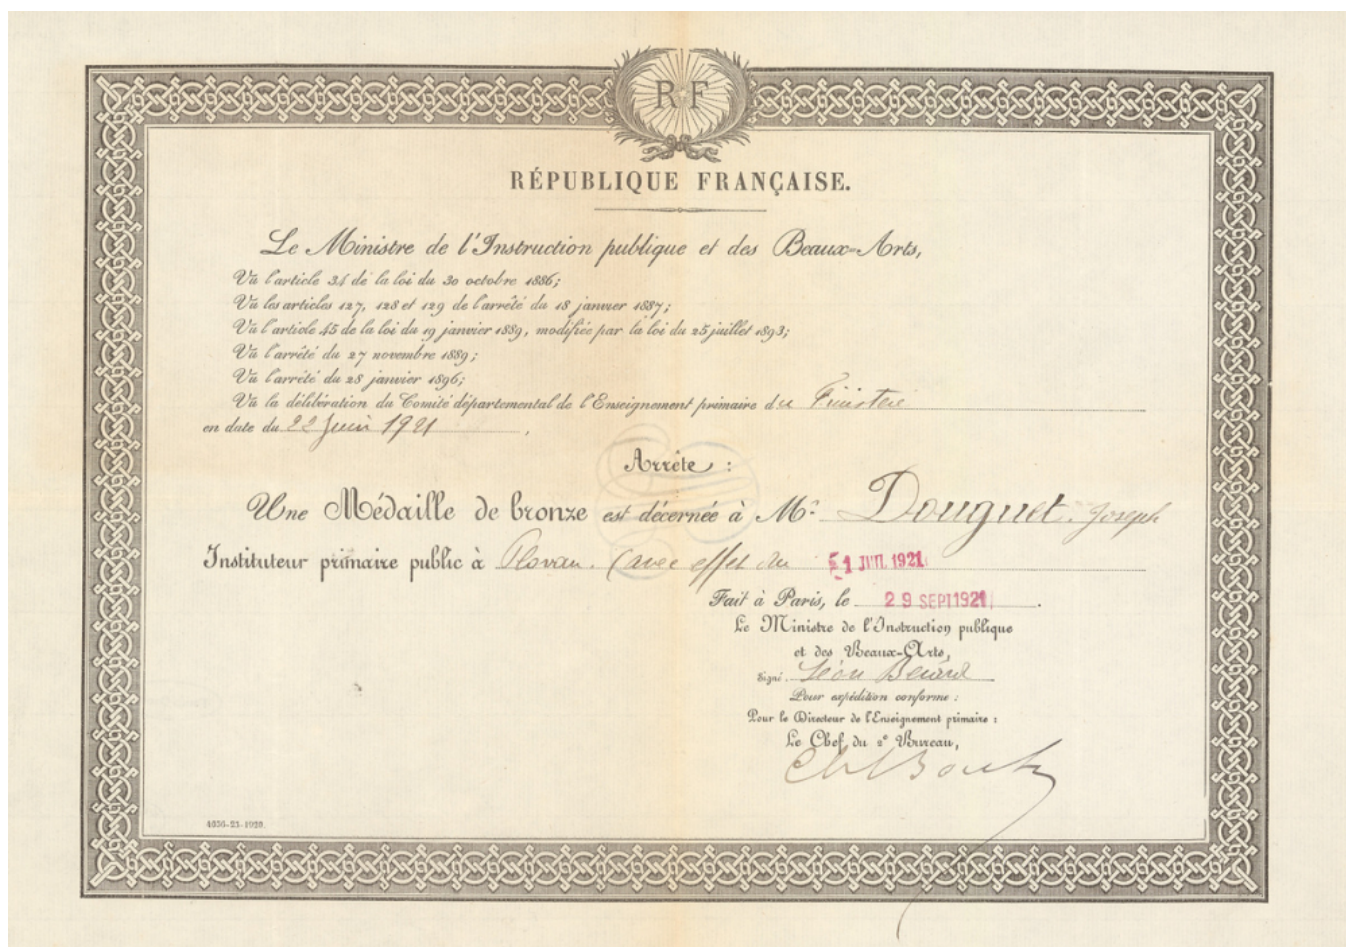 RF
RÉPUBLIQUE FRANÇAISE.
Le Ministre de l'Instruction publique et des Beaux-Arts,
Vu l'article 34 de la loi du 30 octobre 1886;
Vu les articles 127, 128 et 129 de l'arrêté du 18 janvier 1887;
Vu l'article 45 de la loi du 19 janvier 1889, modifiée par la loi du 25 juillet 1893;
Vu l'arrêté du 27 novembre 1889;
Vu l'arrêté du 28 janvier 1896;
Vu la délibération du Comité départemental de l'Enseignement primaire du Finistère
en date du 22 Juin 1921,
Arrête :
Une Médaille de bronze est décernée à Mr Douguet. Joseph
Instituteur primaire public à Plovan. (avec effet du 1 JUIL 1921
Fait à Paris, le 29 SEPT 1921.
Le Ministre de l'Instruction publique
et des Beaux-Arts,
Signé. Léon Bérard
Pour expédition conforme :
Pour le Directeur de l'Enseignement primaire :
Le Chef du 2e Bureau,
4036-23-1920.